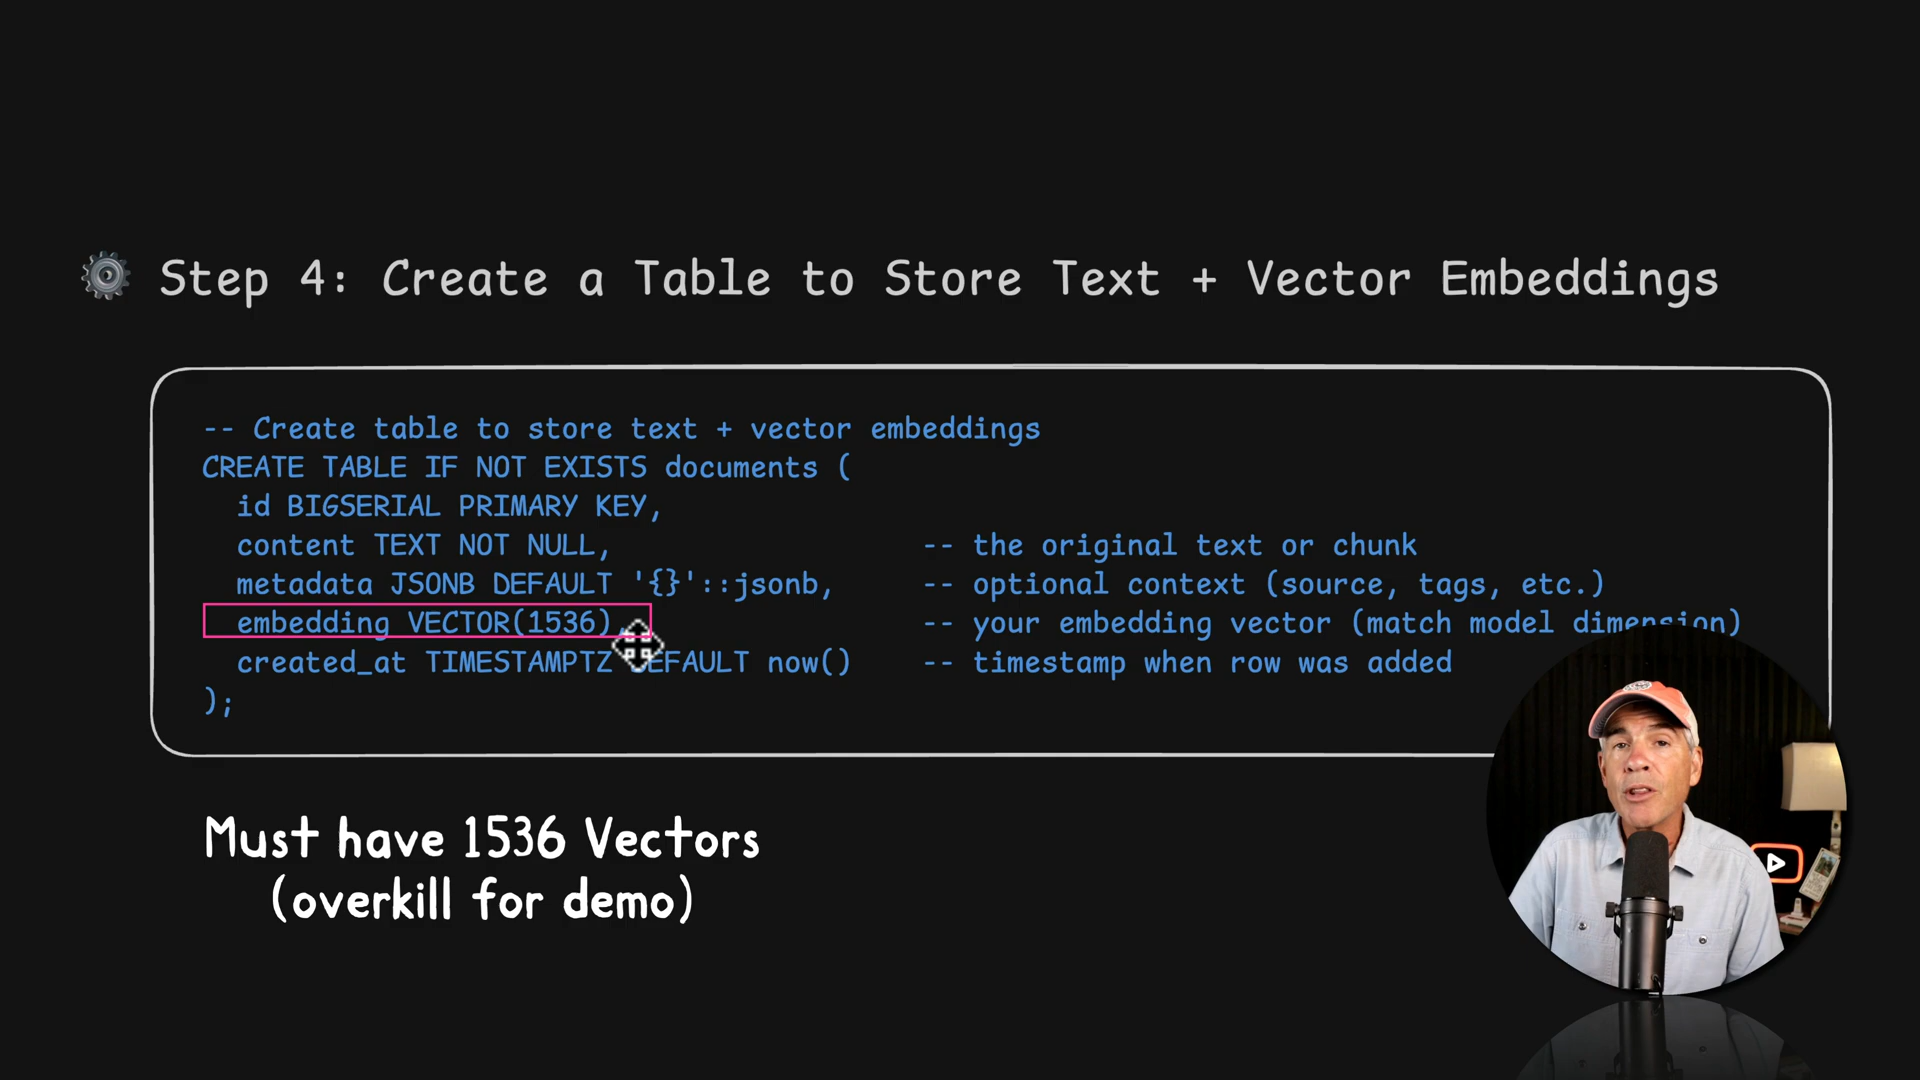 Step 4: Create a Table to Store Text + Vector Embeddings
-- Create table to store text + vector embeddings
CREATE TABLE IF NOT EXISTS documents (
id BIGSERIAL PRIMARY KEY,
content TEXT NOT NULL, -- the original text or chunk
metadata JSONB DEFAULT '{}'::jsonb, -- optional context (source, tags, etc.)
embedding VECTOR(1536), -- your embedding vector (match model dimension)
created_at TIMESTAMPTZ DEFAULT now() -- timestamp when row was added
);
Must have 1536 Vectors
(overkill for demo)